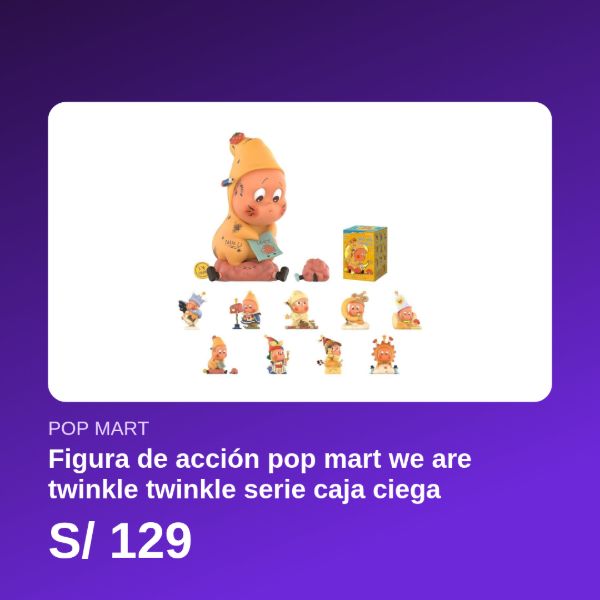 POP MART
Figura de acción pop mart we are
twinkle twinkle serie caja ciega
S/ 129